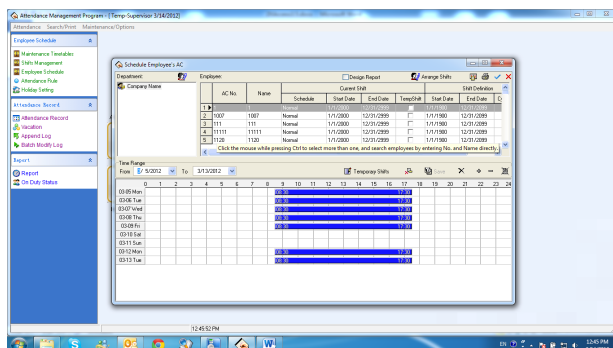 Attendance Management Program - [Temp-Supervisor 3/14/2012]
Attendance Search/Print Maintenance/Options
Employee Schedule
Maintenance Timetables
Shifts Management
Employee Schedule
Attendance Rule
Holiday Setting
Attendance Record
Attendance Record
Vacation
Append Log
Batch Modify Log
Report
Report
On Duty Status
Schedule Employee's AC
Department: Employee: Design Report Arrange Shifts
Company Name
AC No. Name Current Shift Shift Definition
Schedule Start Date End Date TempShift Start Date End Date
1 1 Normal 1/1/2000 12/31/2999 1/1/1980 12/31/2099
2 1007 1007 Normal 1/1/2000 12/31/2999 1/1/1980 12/31/2099
3 111 111 Normal 1/1/2000 12/31/2999 1/1/1980 12/31/2099
4 11111 11111 Normal 1/1/2000 12/31/2999 1/1/1980 12/31/2099
5 1120 1120 Normal 1/1/2000 12/31/2999 1/1/1980 12/31/2099
Click the mouse while pressing Ctrl to select more than one, and search employees by entering No. and Name directly.
Time Range
From 3/ 5/2012 To 3/13/2012 Temporary Shifts Save
0 1 2 3 4 5 6 7 8 9 10 11 12 13 14 15 16 17 18 19 20 21 22 23 24
03-05 Mon 08:30 17:30
03-06 Tue 08:30 17:30
03-07 Wed 08:30 17:30
03-08 Thu 08:30 17:30
03-09 Fri 08:30 17:30
03-10 Sat
03-11 Sun
03-12 Mon 08:30 17:30
03-13 Tue 08:30 17:30
12:45:52 PM
EN 12:45 PM